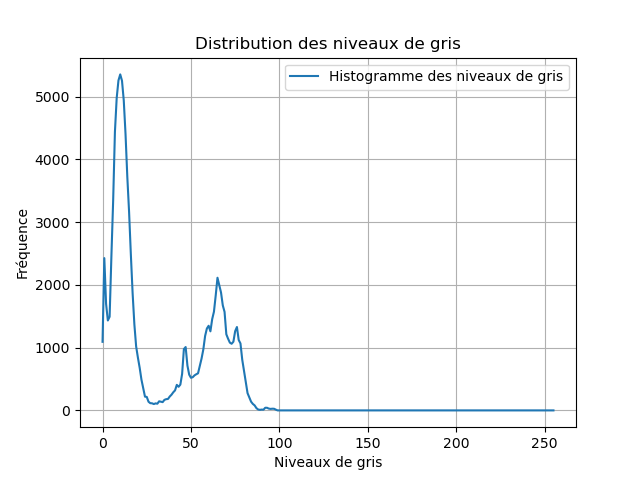 Distribution des niveaux de gris
Histogramme des niveaux de gris
Fréquence
5000
4000
3000
2000
1000
0
0 50 100 150 200 250
Niveaux de gris